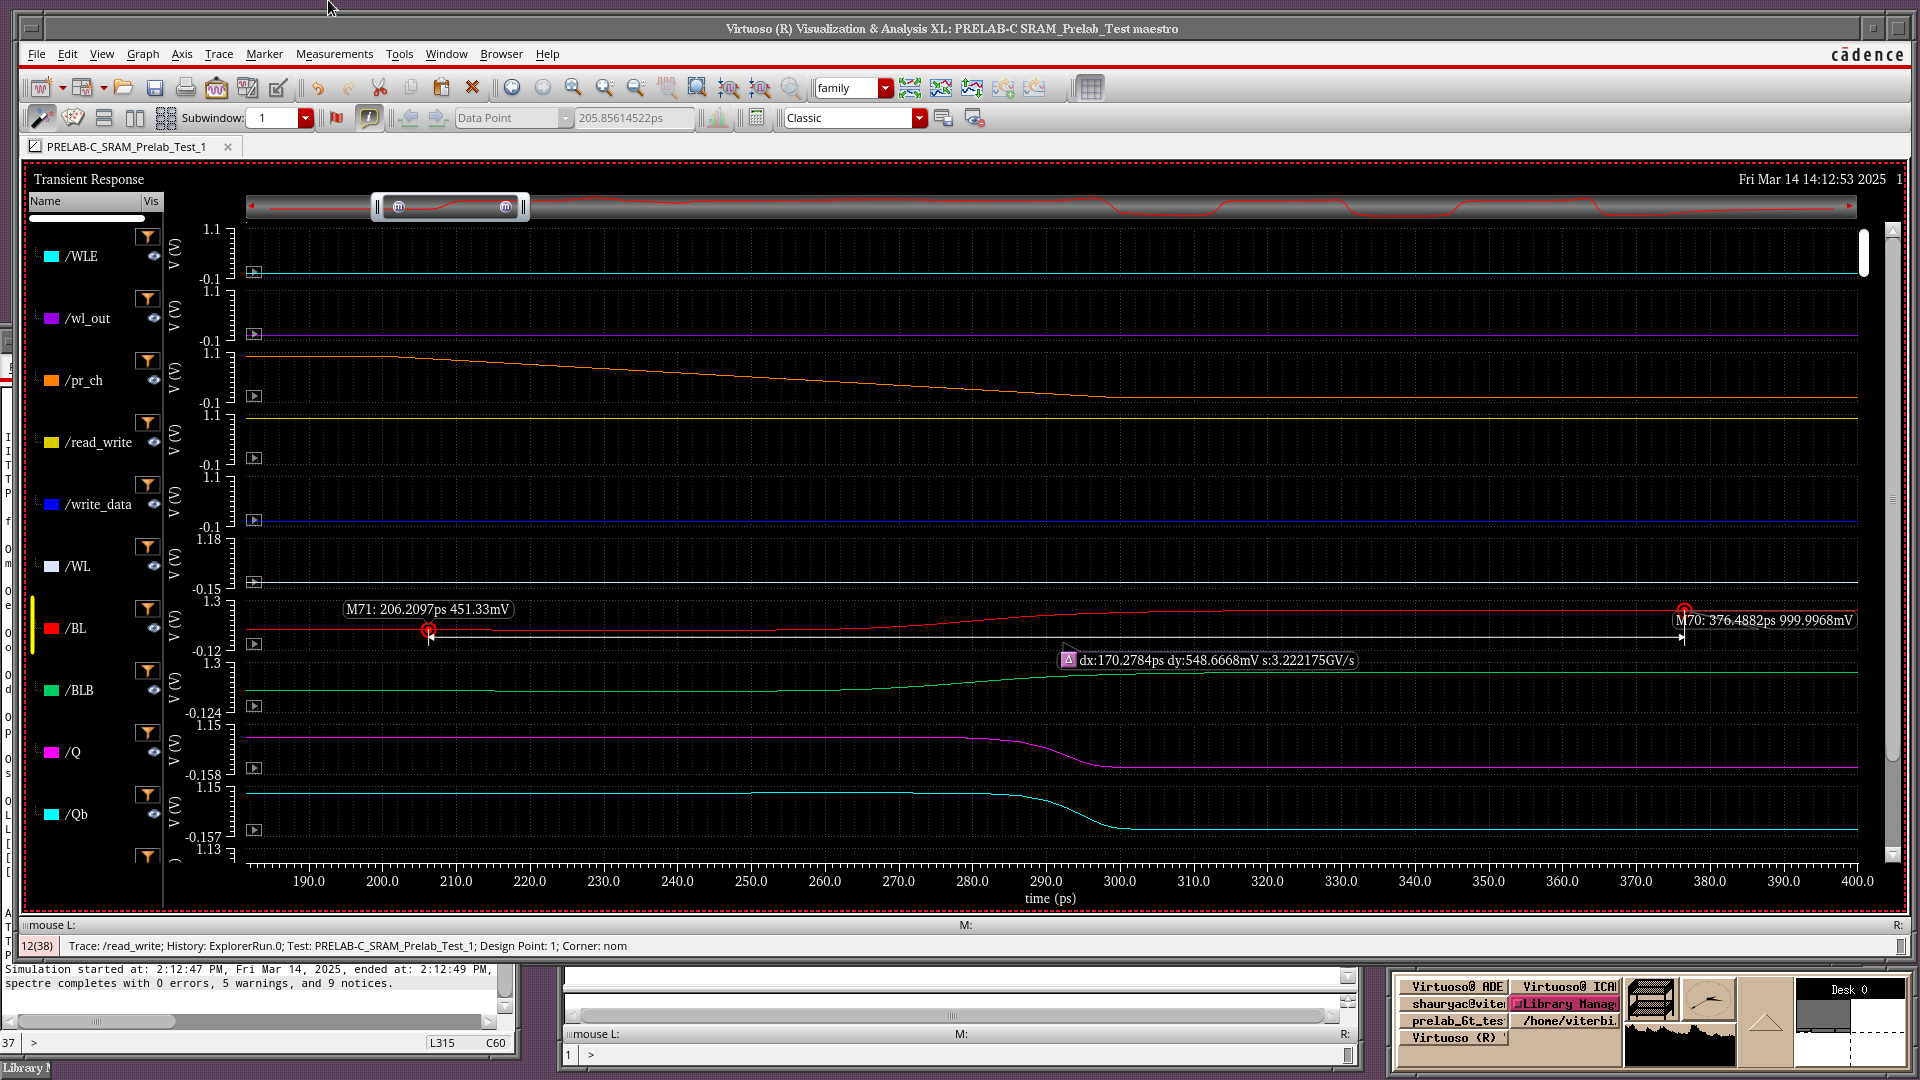 Virtuoso (R) Visualization & Analysis XL: PRELAB-C SRAM_Prelab_Test maestro
File Edit View Graph Axis Trace Marker Measurements Tools Window Browser Help
cādence
family
Subwindow: 1 Data Point 205.85614522ps Classic
PRELAB-C_SRAM_Prelab_Test_1
Transient Response
Fri Mar 14 14:12:53 2025 1
Name Vis
/WLE V (V) 1.1 -0.1
/wl_out V (V) 1.1 -0.1
/pr_ch V (V) 1.1 -0.1
/read_write V (V) 1.1 -0.1
/write_data V (V) 1.1 -0.1
/WL V (V) 1.18 -0.15
/BL V (V) 1.3 -0.12
M71: 206.2097ps 451.33mV
M70: 376.4882ps 999.9968mV
dx:170.2784ps dy:548.6668mV s:3.222175GV/s
/BLB V (V) 1.3 -0.124
/Q V (V) 1.15 -0.158
/Qb V (V) 1.15 -0.157
1.13
190.0 200.0 210.0 220.0 230.0 240.0 250.0 260.0 270.0 280.0 290.0 300.0 310.0 320.0 330.0 340.0 350.0 360.0 370.0 380.0 390.0 400.0
time (ps)
mouse L: M: R:
12(38) Trace: /read_write; History: ExplorerRun.0; Test: PRELAB-C_SRAM_Prelab_Test_1; Design Point: 1; Corner: nom
Simulation started at: 2:12:47 PM, Fri Mar 14, 2025, ended at: 2:12:49 PM,
spectre completes with 0 errors, 5 warnings, and 9 notices.
37 > L315 C60
mouse L: M: R:
1 >
Virtuoso® ADE Virtuoso® ICA
shauryac@viter Library Manag
prelab_6t_tes /home/viterbi.
Virtuoso (R)
Desk 0
Library M